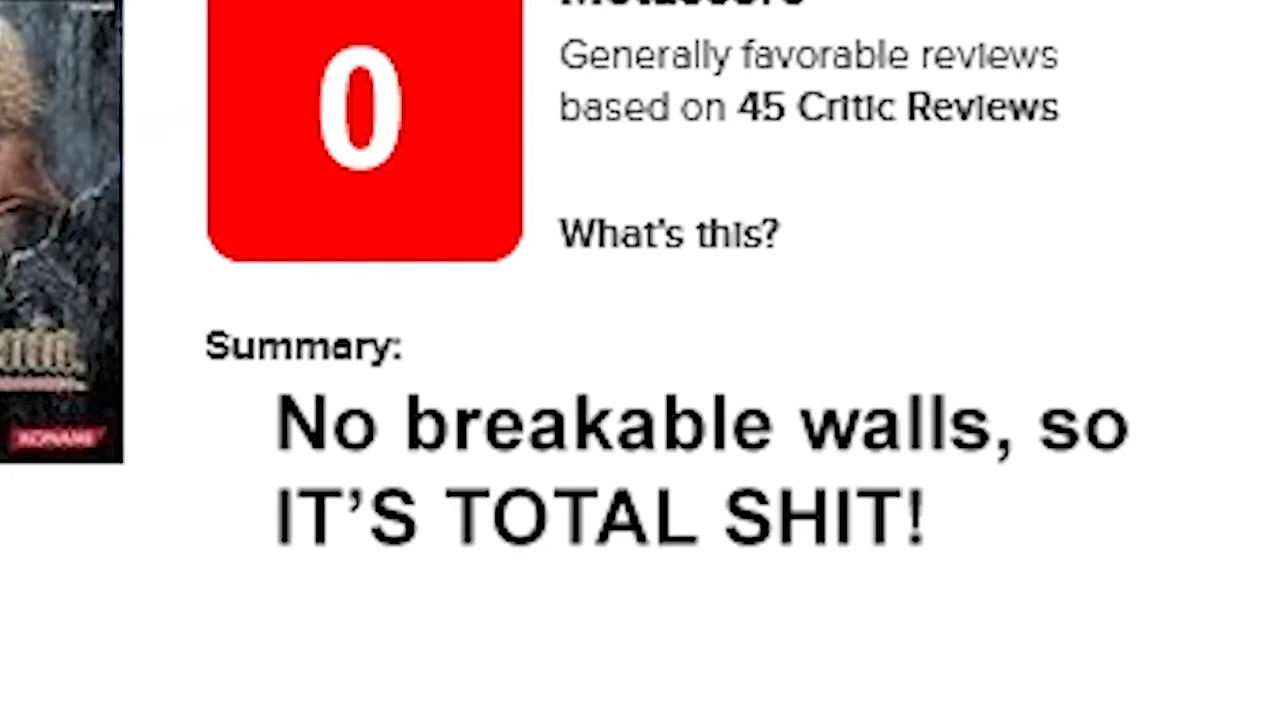 Metascore
0
Generally favorable reviews
based on 45 Critic Reviews
What's this?
Summary:
No breakable walls, so
IT'S TOTAL SHIT!
KONAMI